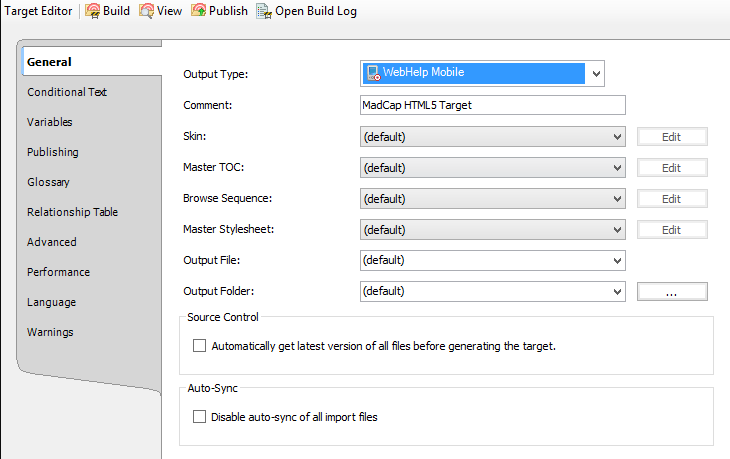 Target Editor Build View Publish Open Build Log
General
Conditional Text
Variables
Publishing
Glossary
Relationship Table
Advanced
Performance
Language
Warnings
Output Type: WebHelp Mobile
Comment: MadCap HTML5 Target
Skin: (default) Edit
Master TOC: (default) Edit
Browse Sequence: (default) Edit
Master Stylesheet: (default) Edit
Output File: (default)
Output Folder: (default) ...
Source Control
Automatically get latest version of all files before generating the target.
Auto-Sync
Disable auto-sync of all import files